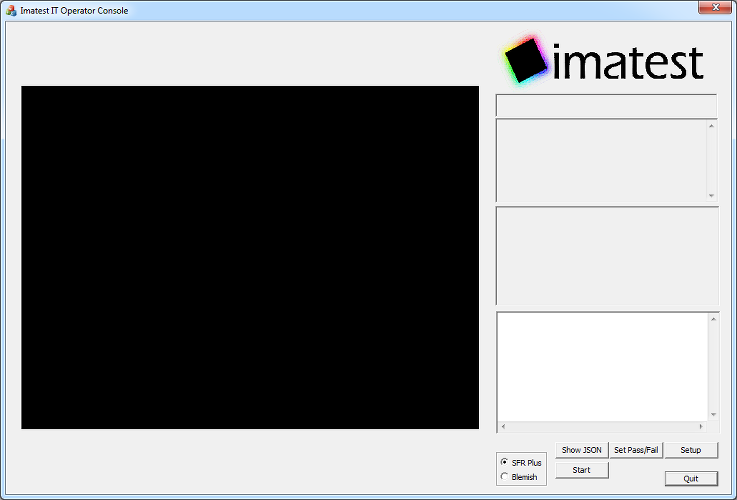 Imatest IT Operator Console
imatest
Show JSON
Set Pass/Fail
Setup
SFR Plus
Start
Blemish
Quit